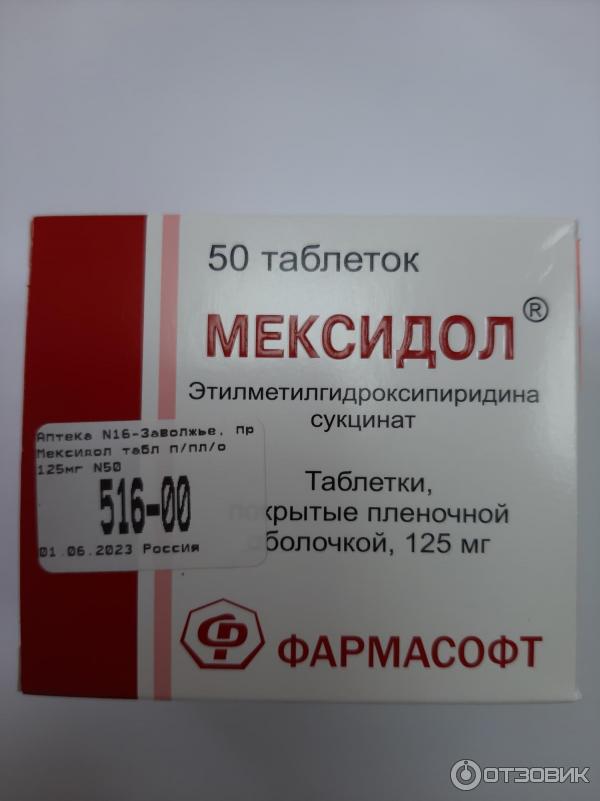 50 таблеток
МЕКСИДОЛ®
Этилметилгидроксипиридина
сукцинат
Аптека N16-Заволжье, пр
Мексидол табл п/пл/о
125мг N50
516-00
01.06.2023 Россия
Таблетки,
покрытые пленочной
оболочкой, 125 мг
ФАРМАСОФТ
ОТЗОВИК